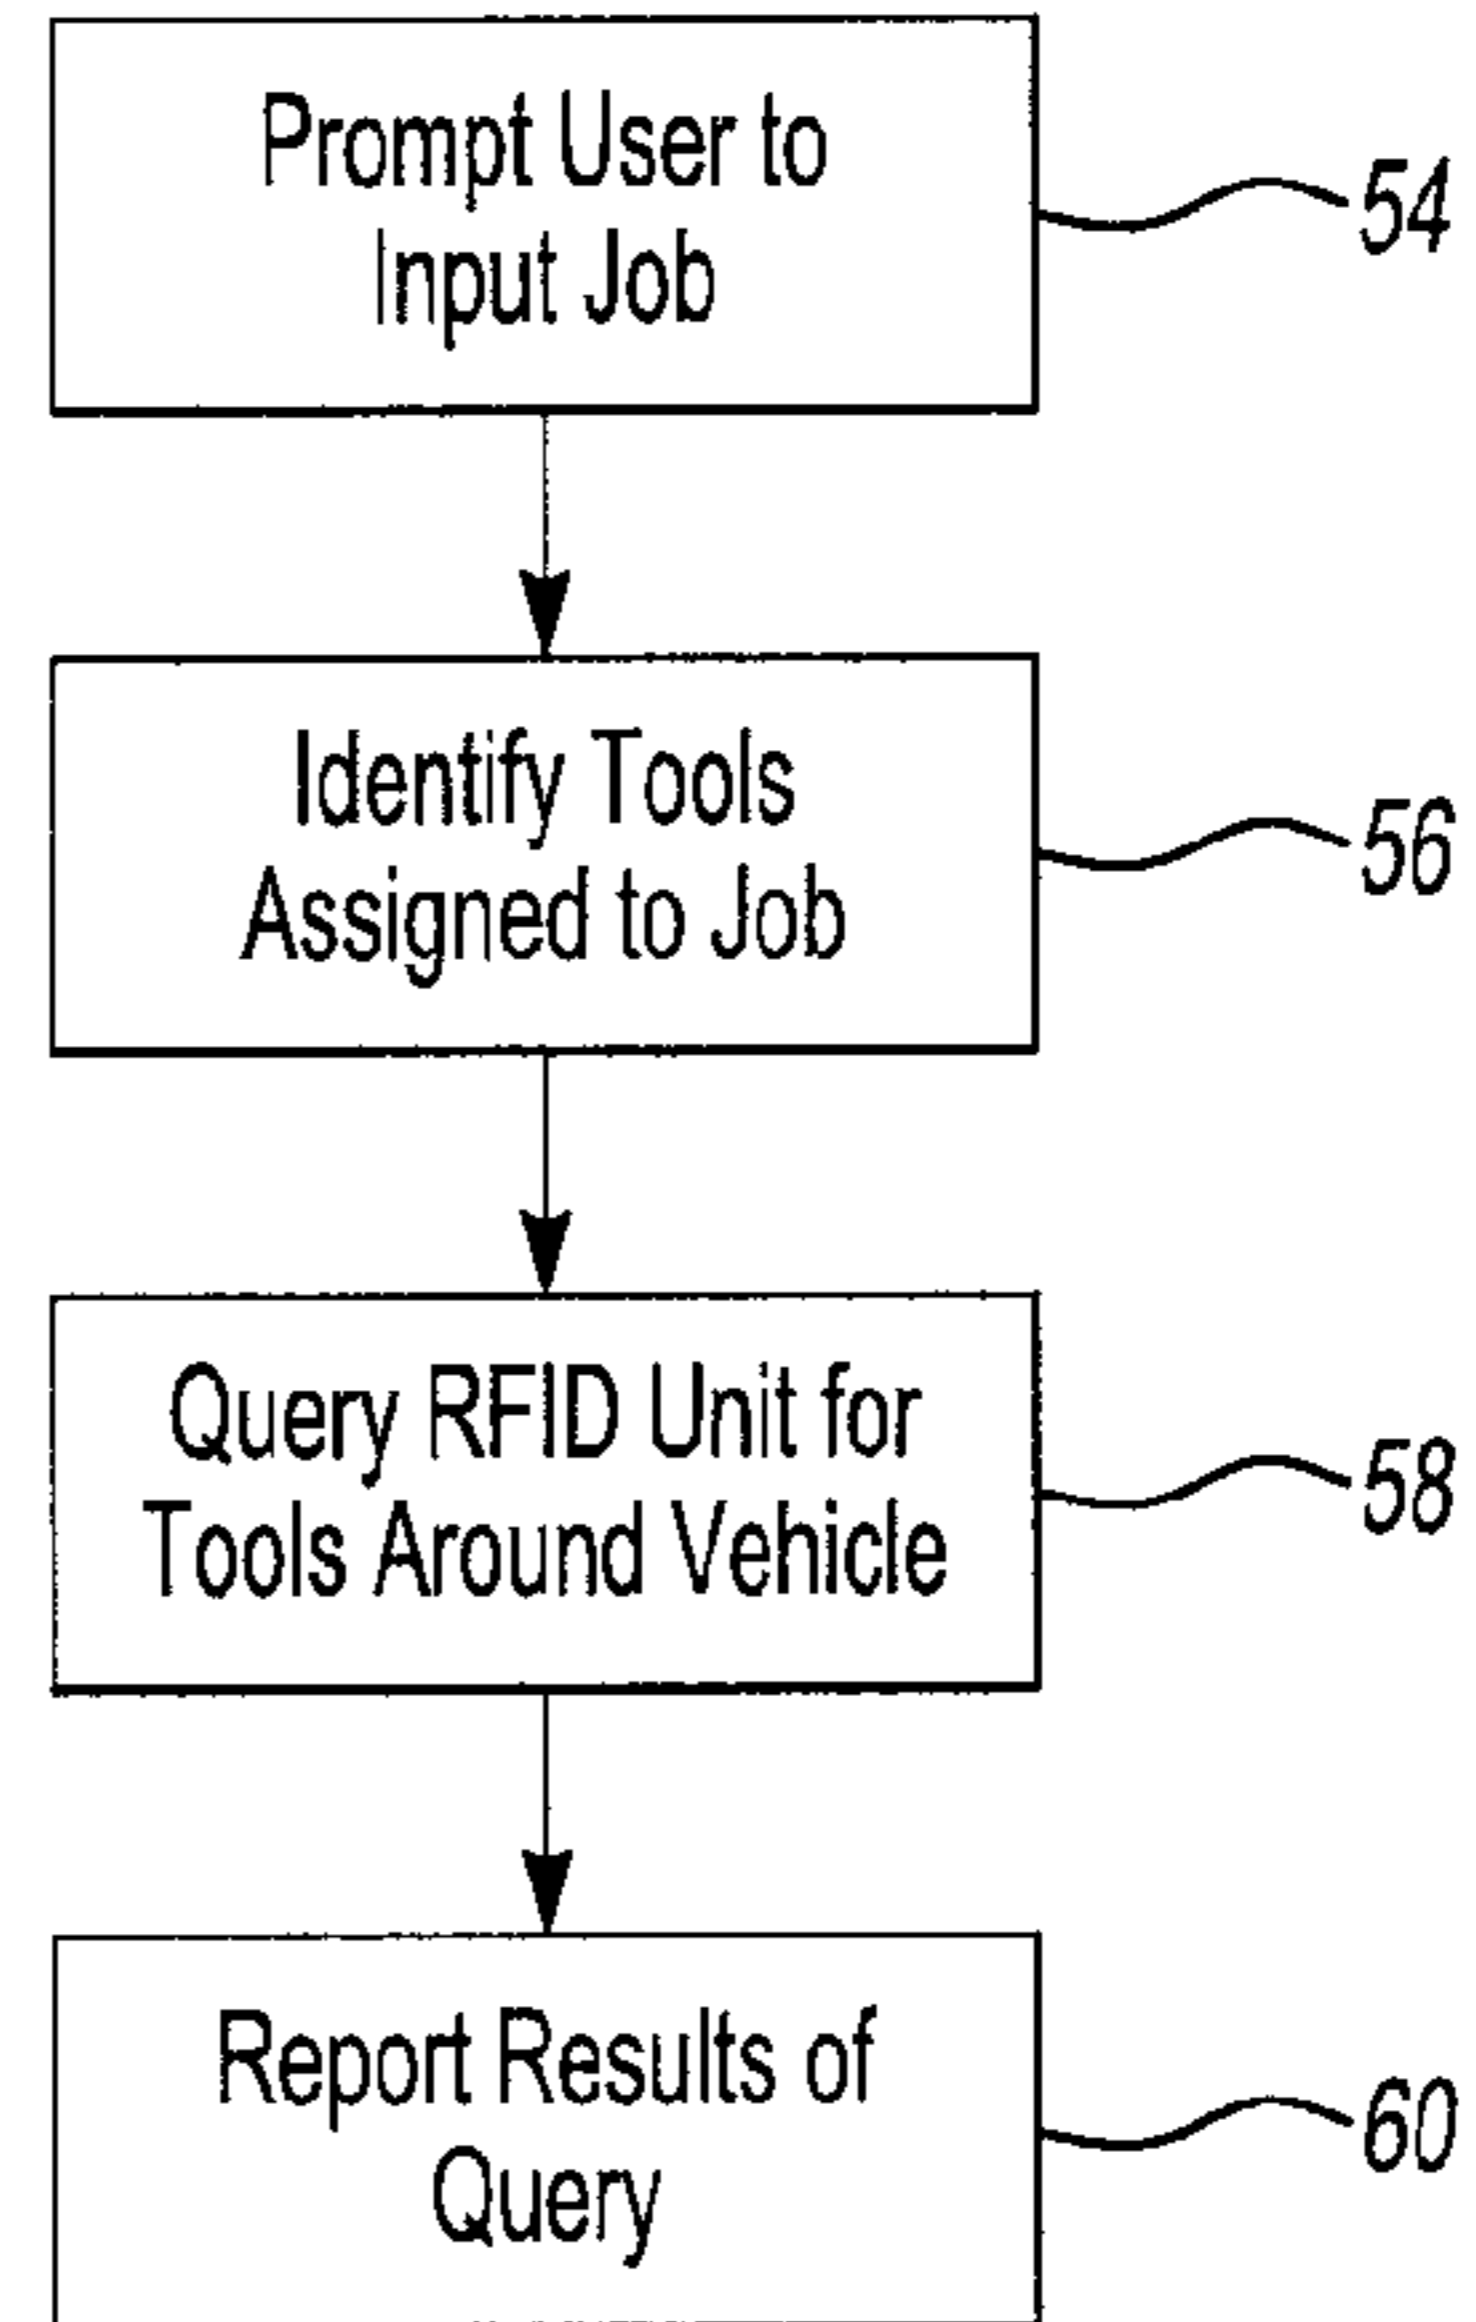 Prompt User to
Input Job
54
Identify Tools
Assigned to Job
56
Query RFID Unit for
Tools Around Vehicle
58
Report Results of
Query
60